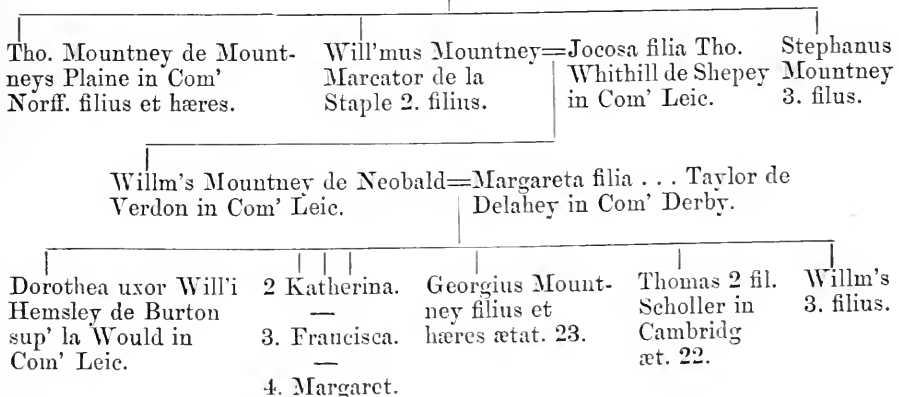 Tho. Mountney de Mount-
neys Plaine in Com'
Norff. filius et hæres.
Will'mus Mountney=Jocosa filia Tho.
Marcator de la Whithill de Shepey
Staple 2. filius. in Com' Leic.
Stephanus
Mountney
3. filus.
Willm's Mountney de Neobald=Margareta filia . . . Taylor de
Verdon in Com' Leic. Delahey in Com' Derby.
Dorothea uxor Will'i
Hemsley de Burton
sup' la Would in
Com' Leic.
2 Katherina.
—
3. Francisca.
—
4. Margaret.
Georgius Mount-
ney filius et
hæres ætat. 23.
Thomas 2 fil.
Scholler in
Cambridg
æt. 22.
Willm's
3. filius.